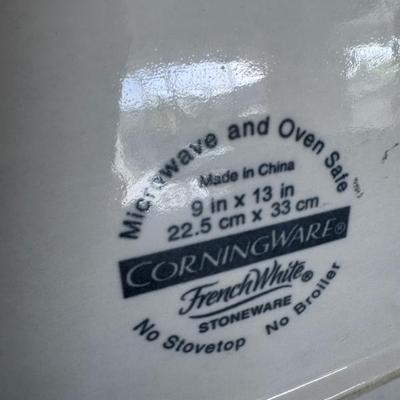 Microwave and Oven Safe
Made in China
9 in x 13 in
22.5 cm x 33 cm
CORNINGWARE®
French White®
STONEWARE
No Stovetop No Broiler